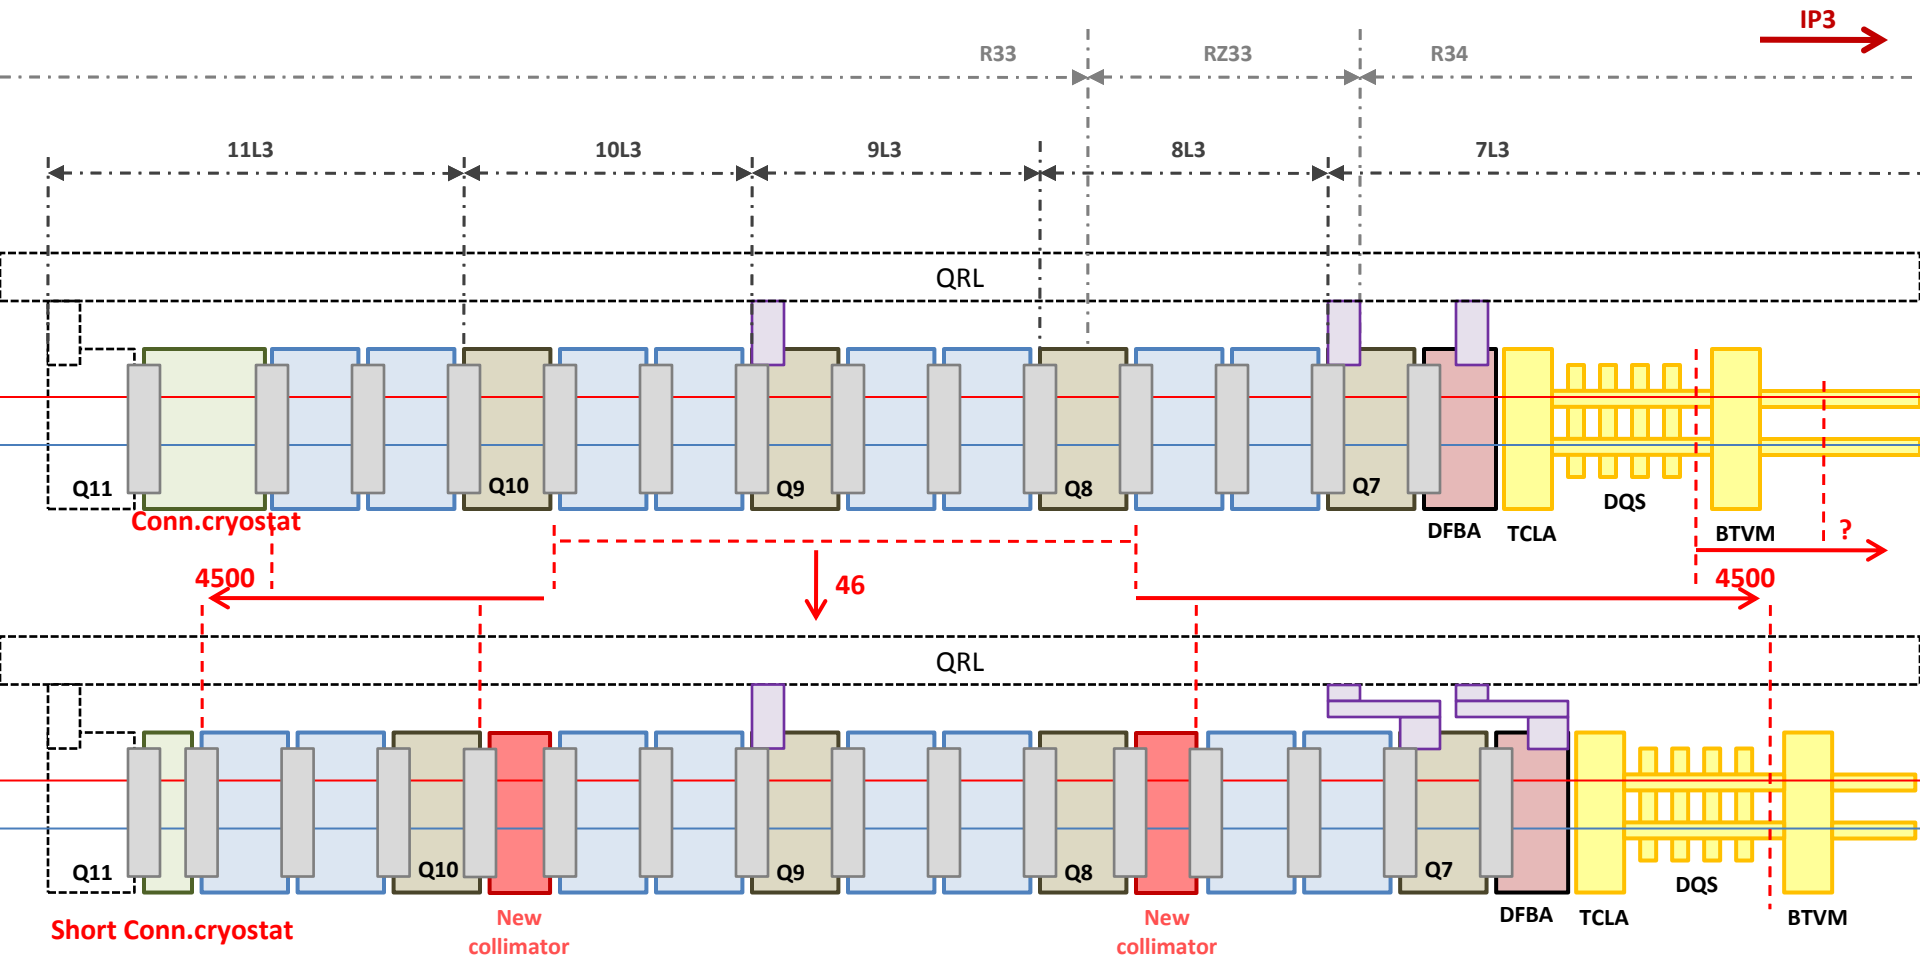 IP3
R33
RZ33
R34
11L3
10L3
9L3
8L3
7L3
QRL
Q11
Q10
Q9
Q8
Q7
DFBA
TCLA
DQS
BTVM
Conn.cryostat
?
4500
46
4500
QRL
Q11
Q10
Q9
Q8
Q7
DFBA
TCLA
DQS
BTVM
Short Conn.cryostat
New
collimator
New
collimator